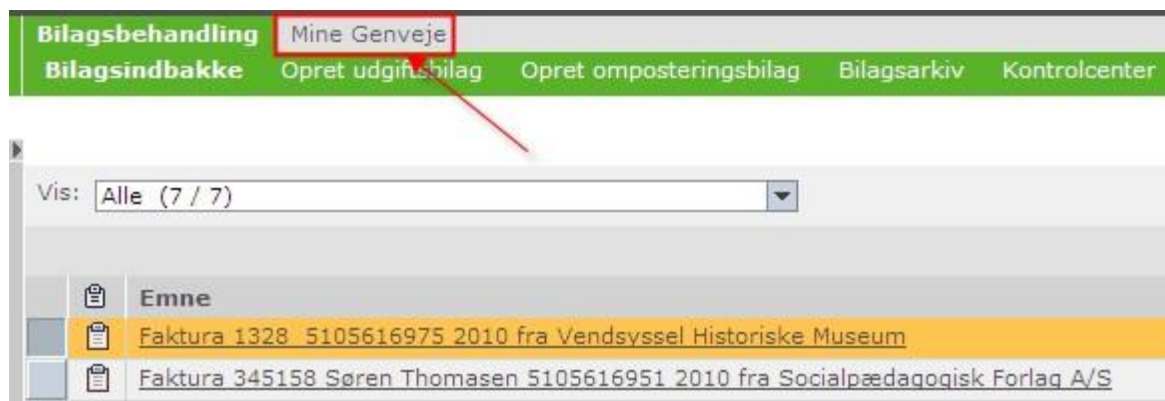 Bilagsbehandling Mine Genveje
Bilagsindbakke Opret udgiftsbilag Opret omposteringsbilag Bilagsarkiv Kontrolcenter
Vis: Alle (7 / 7)
Emne
Faktura 1328 5105616975 2010 fra Vendsyssel Historiske Museum
Faktura 345158 Søren Thomasen 5105616951 2010 fra Socialpædagogisk Forlag A/S